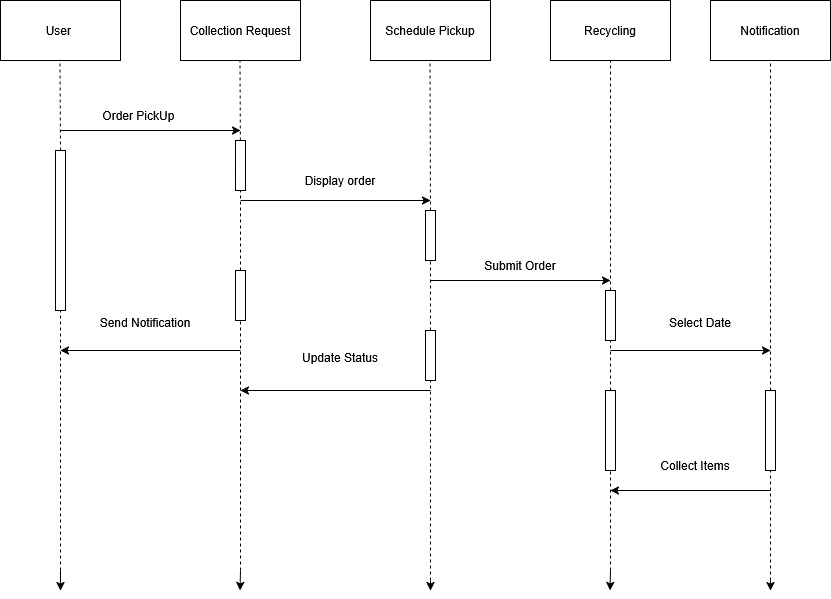 User
Collection Request
Schedule Pickup
Recycling
Notification
Order PickUp
Display order
Submit Order
Send Notification
Select Date
Update Status
Collect Items